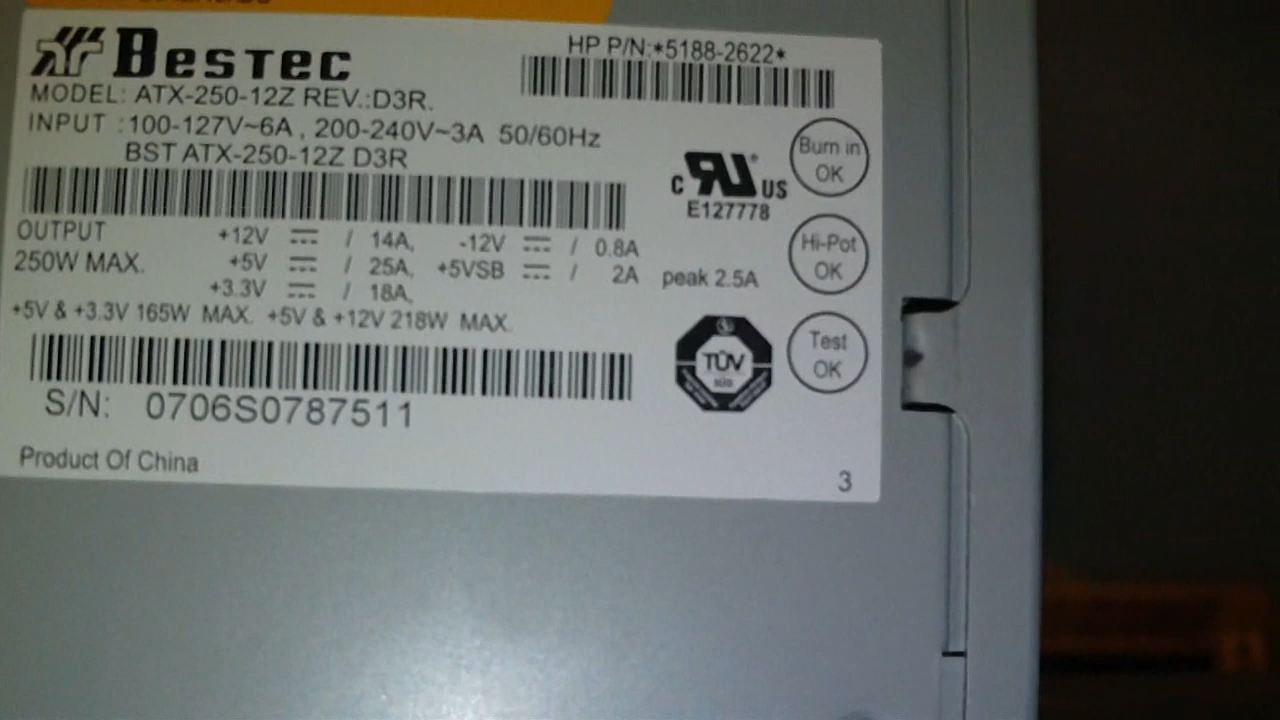 BESTEC
HP P/N:*5188-2622*
MODEL: ATX-250-12Z REV.:D3R.
INPUT :100-127V~6A , 200-240V~3A 50/60Hz
BST ATX-250-12Z D3R
Burn in
OK
C UR US
E127778
OUTPUT +12V ⎓ / 14A, -12V ⎓ / 0.8A
250W MAX. +5V ⎓ / 25A, +5VSB ⎓ / 2A peak 2.5A
+3.3V ⎓ / 18A,
Hi-Pot
OK
+5V & +3.3V 165W MAX. +5V & +12V 218W MAX.
TÜV
Test
OK
S/N: 0706S0787511
Product Of China
3